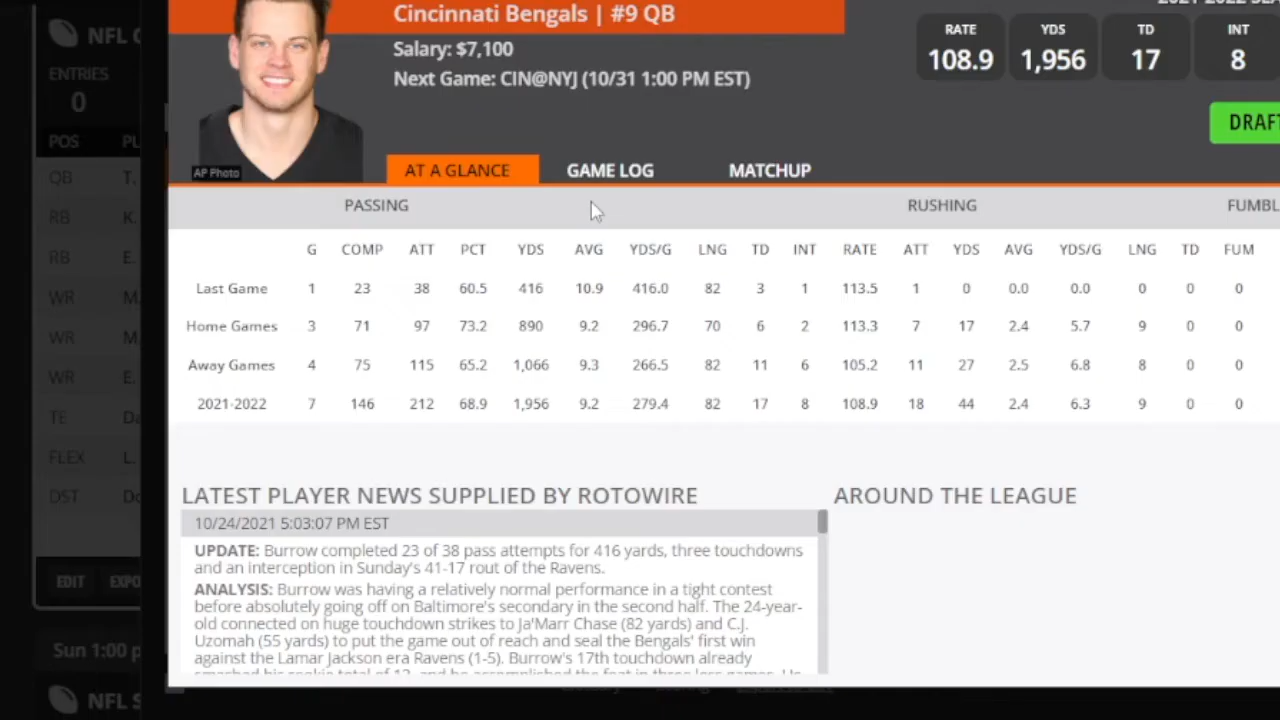 Cincinnati Bengals | #9 QB
Salary: $7,100
Next Game: CIN@NYJ (10/31 1:00 PM EST)
RATE YDS TD INT
108.9 1,956 17 8
DRAFT
AP Photo
AT A GLANCE GAME LOG MATCHUP
NFL
ENTRIES
0
POS PL
QB T.
RB K.
RB E.
WR M.
WR M.
WR E.
TE Da
FLEX L.
DST De
EDIT EXPO
Sun 1:00 p
NFL S
PASSING RUSHING FUMBL
G COMP ATT PCT YDS AVG YDS/G LNG TD INT RATE ATT YDS AVG YDS/G LNG TD FUM
Last Game 1 23 38 60.5 416 10.9 416.0 82 3 1 113.5 1 0 0.0 0.0 0 0 0
Home Games 3 71 97 73.2 890 9.2 296.7 70 6 2 113.3 7 17 2.4 5.7 9 0 0
Away Games 4 75 115 65.2 1,066 9.3 266.5 82 11 6 105.2 11 27 2.5 6.8 8 0 0
2021-2022 7 146 212 68.9 1,956 9.2 279.4 82 17 8 108.9 18 44 2.4 6.3 9 0 0
LATEST PLAYER NEWS SUPPLIED BY ROTOWIRE
10/24/2021 5:03:07 PM EST
UPDATE: Burrow completed 23 of 38 pass attempts for 416 yards, three touchdowns
and an interception in Sunday's 41-17 rout of the Ravens.
ANALYSIS: Burrow was having a relatively normal performance in a tight contest
before absolutely going off on Baltimore's secondary in the second half. The 24-year-
old connected on huge touchdown strikes to Ja'Marr Chase (82 yards) and C.J.
Uzomah (55 yards) to put the game out of reach and seal the Bengals' first win
against the Lamar Jackson era Ravens (1-5). Burrow's 17th touchdown already
AROUND THE LEAGUE